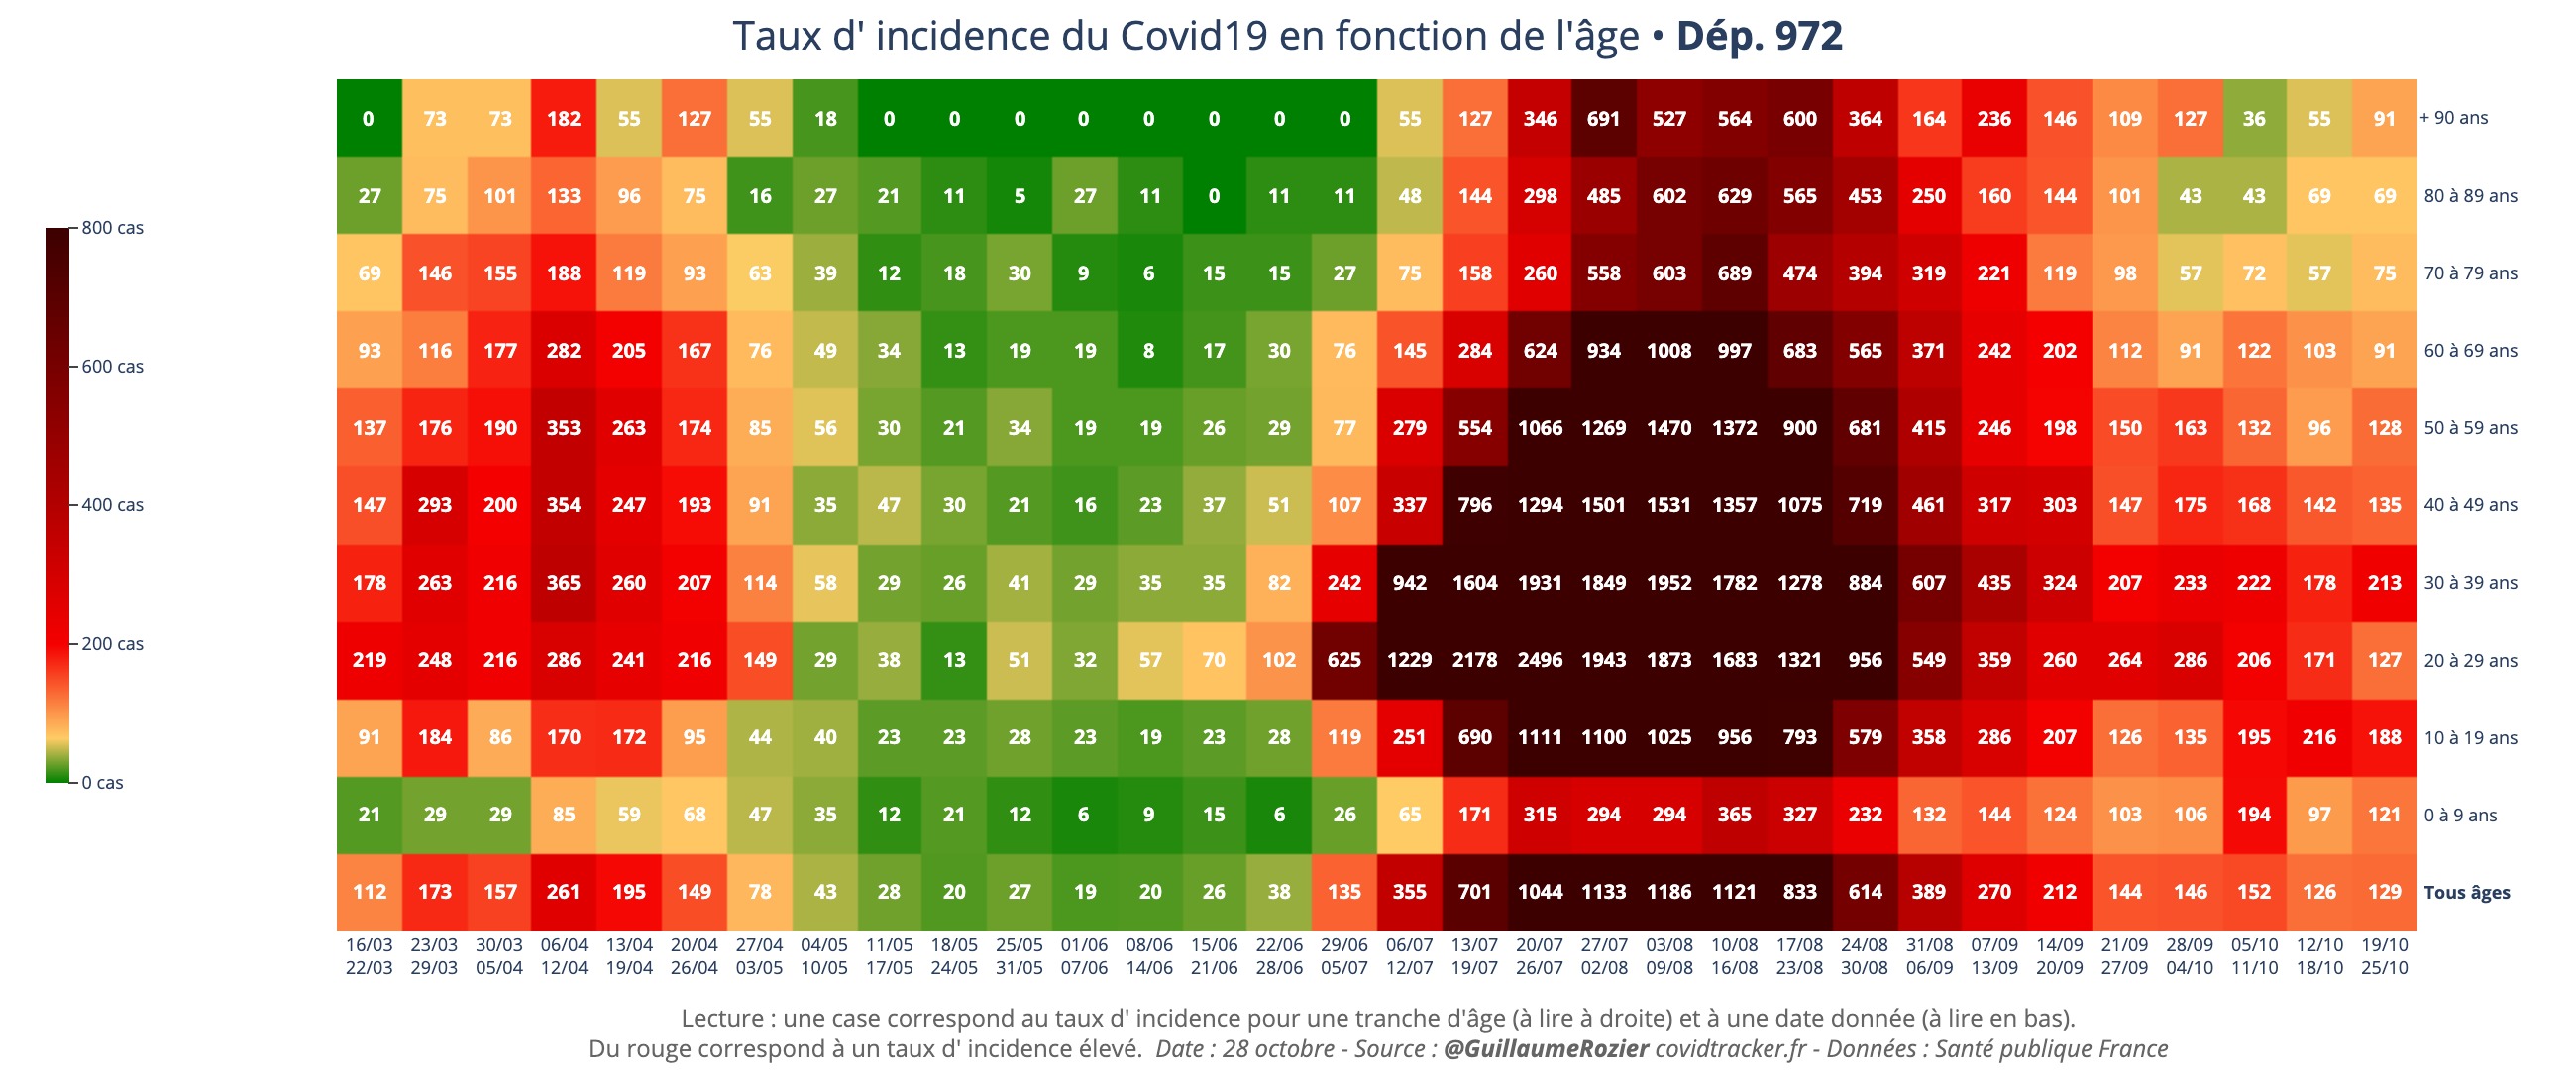 Taux d' incidence du Covid19 en fonction de l'âge • Dép. 972
800 cas
600 cas
400 cas
200 cas
0 cas
0 73 73 182 55 127 55 18 0 0 0 0 0 0 0 0 55 127 346 691 527 564 600 364 164 236 146 109 127 36 55 91 + 90 ans
27 75 101 133 96 75 16 27 21 11 5 27 11 0 11 11 48 144 298 485 602 629 565 453 250 160 144 101 43 43 69 69 80 à 89 ans
69 146 155 188 119 93 63 39 12 18 30 9 6 15 15 27 75 158 260 558 603 689 474 394 319 221 119 98 57 72 57 75 70 à 79 ans
93 116 177 282 205 167 76 49 34 13 19 19 8 17 30 76 145 284 624 934 1008 997 683 565 371 242 202 112 91 122 103 91 60 à 69 ans
137 176 190 353 263 174 85 56 30 21 34 19 19 26 29 77 279 554 1066 1269 1470 1372 900 681 415 246 198 150 163 132 96 128 50 à 59 ans
147 293 200 354 247 193 91 35 47 30 21 16 23 37 51 107 337 796 1294 1501 1531 1357 1075 719 461 317 303 147 175 168 142 135 40 à 49 ans
178 263 216 365 260 207 114 58 29 26 41 29 35 35 82 242 942 1604 1931 1849 1952 1782 1278 884 607 435 324 207 233 222 178 213 30 à 39 ans
219 248 216 286 241 216 149 29 38 13 51 32 57 70 102 625 1229 2178 2496 1943 1873 1683 1321 956 549 359 260 264 286 206 171 127 20 à 29 ans
91 184 86 170 172 95 44 40 23 23 28 23 19 23 28 119 251 690 1111 1100 1025 956 793 579 358 286 207 126 135 195 216 188 10 à 19 ans
21 29 29 85 59 68 47 35 12 21 12 6 9 15 6 26 65 171 315 294 294 365 327 232 132 144 124 103 106 194 97 121 0 à 9 ans
112 173 157 261 195 149 78 43 28 20 27 19 20 26 38 135 355 701 1044 1133 1186 1121 833 614 389 270 212 144 146 152 126 129 Tous âges
16/03 23/03 30/03 06/04 13/04 20/04 27/04 04/05 11/05 18/05 25/05 01/06 08/06 15/06 22/06 29/06 06/07 13/07 20/07 27/07 03/08 10/08 17/08 24/08 31/08 07/09 14/09 21/09 28/09 05/10 12/10 19/10
22/03 29/03 05/04 12/04 19/04 26/04 03/05 10/05 17/05 24/05 31/05 07/06 14/06 21/06 28/06 05/07 12/07 19/07 26/07 02/08 09/08 16/08 23/08 30/08 06/09 13/09 20/09 27/09 04/10 11/10 18/10 25/10
Lecture : une case correspond au taux d' incidence pour une tranche d'âge (à lire à droite) et à une date donnée (à lire en bas).
Du rouge correspond à un taux d' incidence élevé. Date : 28 octobre - Source : @GuillaumeRozier covidtracker.fr - Données : Santé publique France